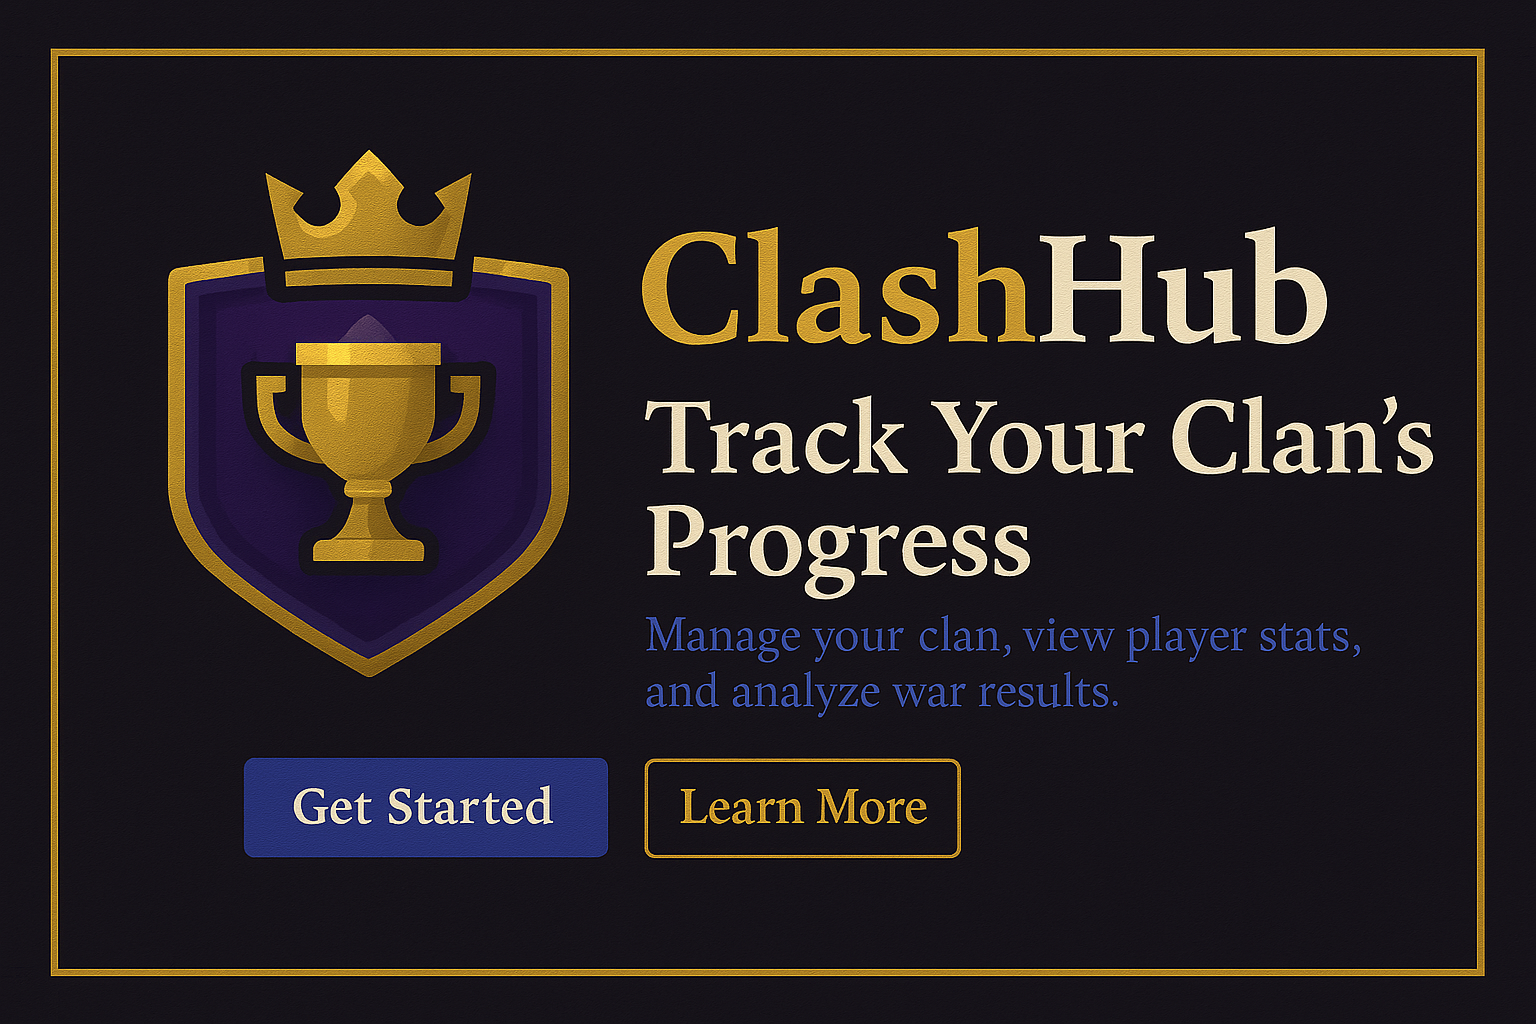 ClashHub
Track Your Clan’s
Progress
Manage your clan, view player stats,
and analyze war results.
Get Started
Learn More